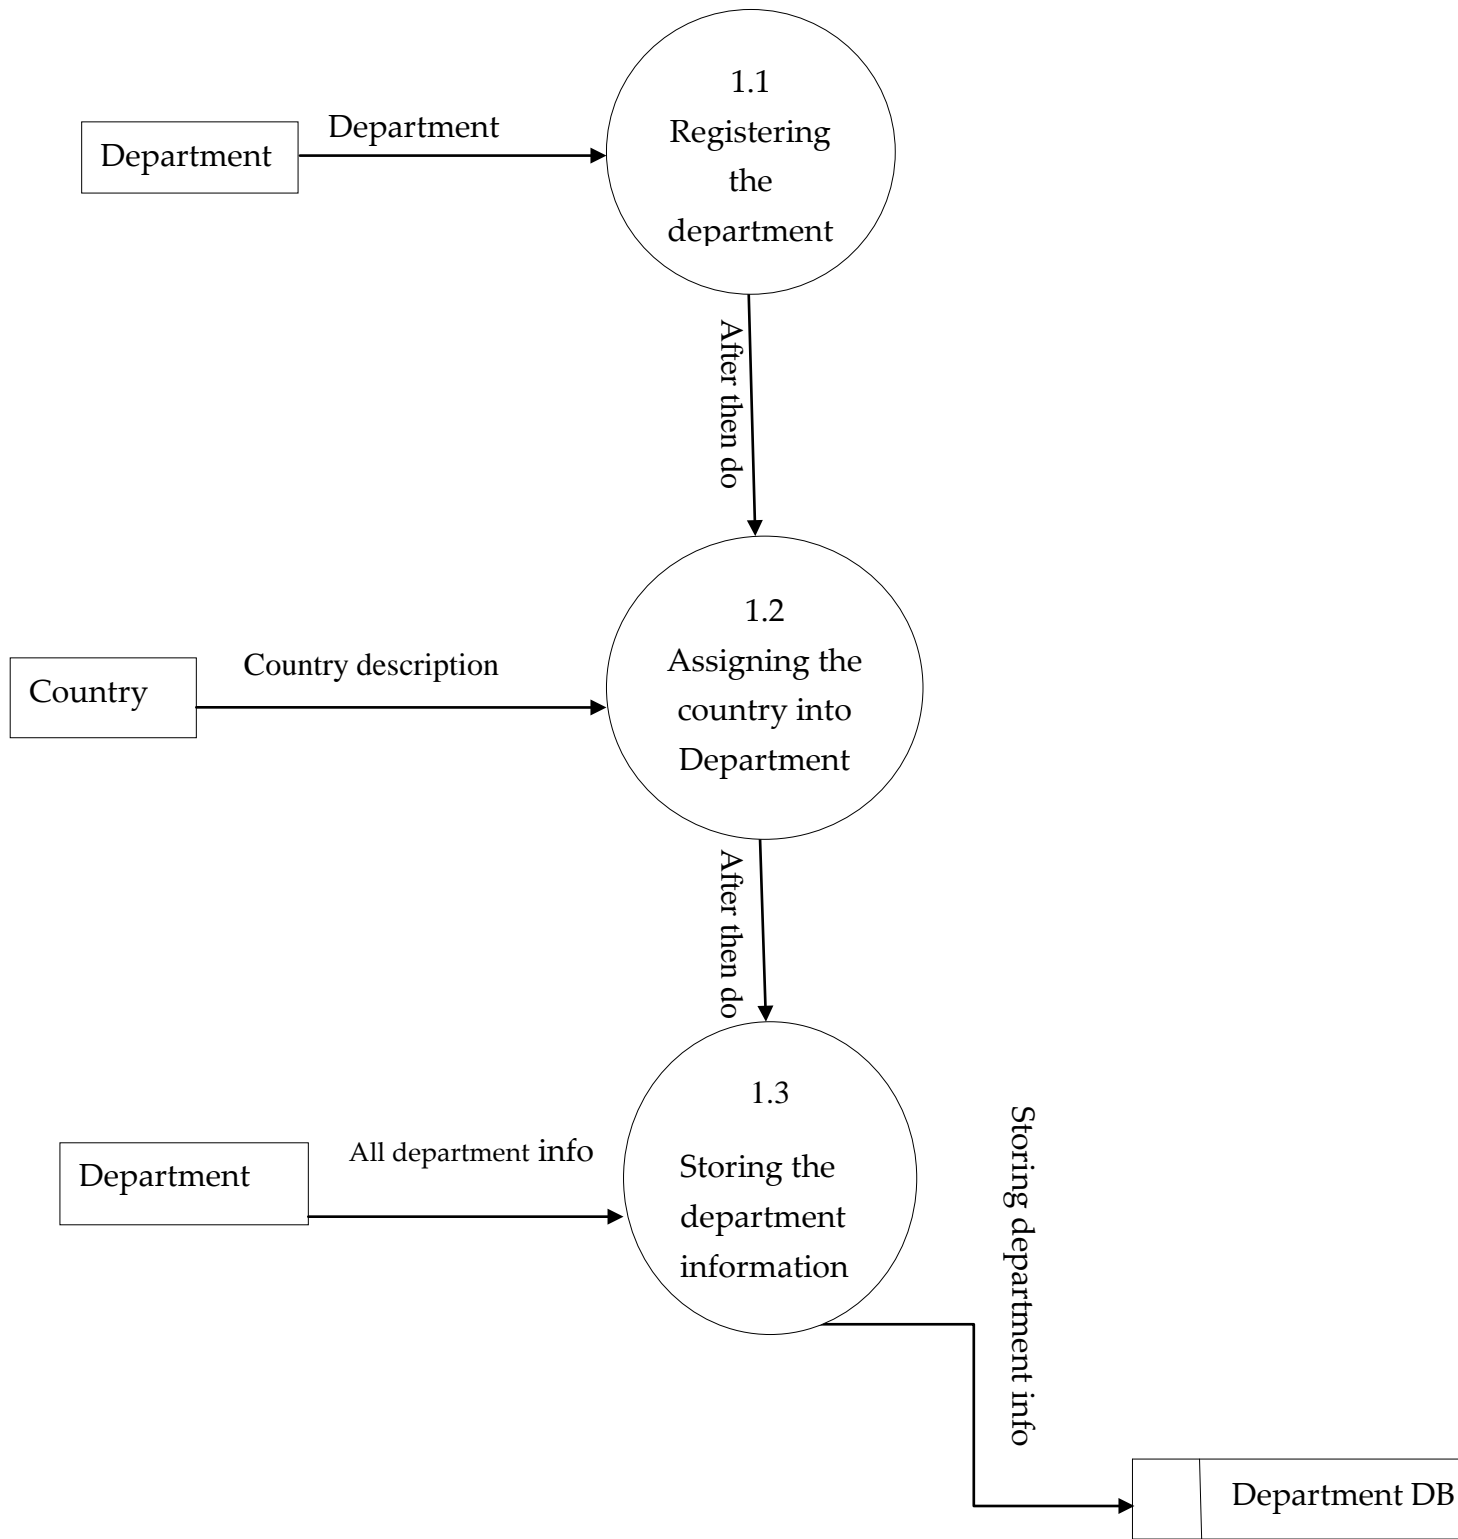 1.1
Registering
the
department
Department
Department
After then do
1.2
Assigning the
country into
Department
Country description
Country
After then do
1.3
Storing the
department
information
All department info
Department
Storing department info
Department DB